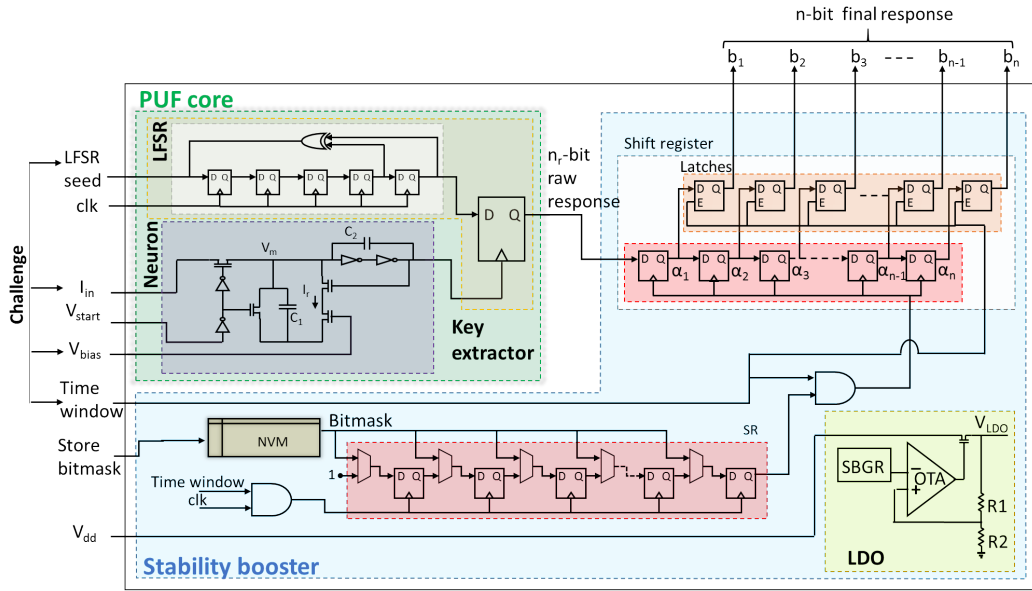 n-bit final response
b1 b2 b3 ---- bn-1 bn
PUF core
LFSR
D Q D Q D Q D Q D Q
Challenge
LFSR
seed
clk
nr-bit
raw
response
D Q
Shift register
Latches
D Q D Q D Q D Q D Q
E E E E E
D Q D Q D Q D Q D Q
α1 α2 α3 αn-1 αn
Neuron
C2
Vm
Iin
Ir
C1
Vstart
Vbias
Key
extractor
Time
window
Store
bitmask
NVM
Bitmask
SR
1
D Q D Q D Q D Q D Q
Time window
clk
VLDO
SBGR
−
OTA
+
R1
R2
LDO
Vdd
Stability booster